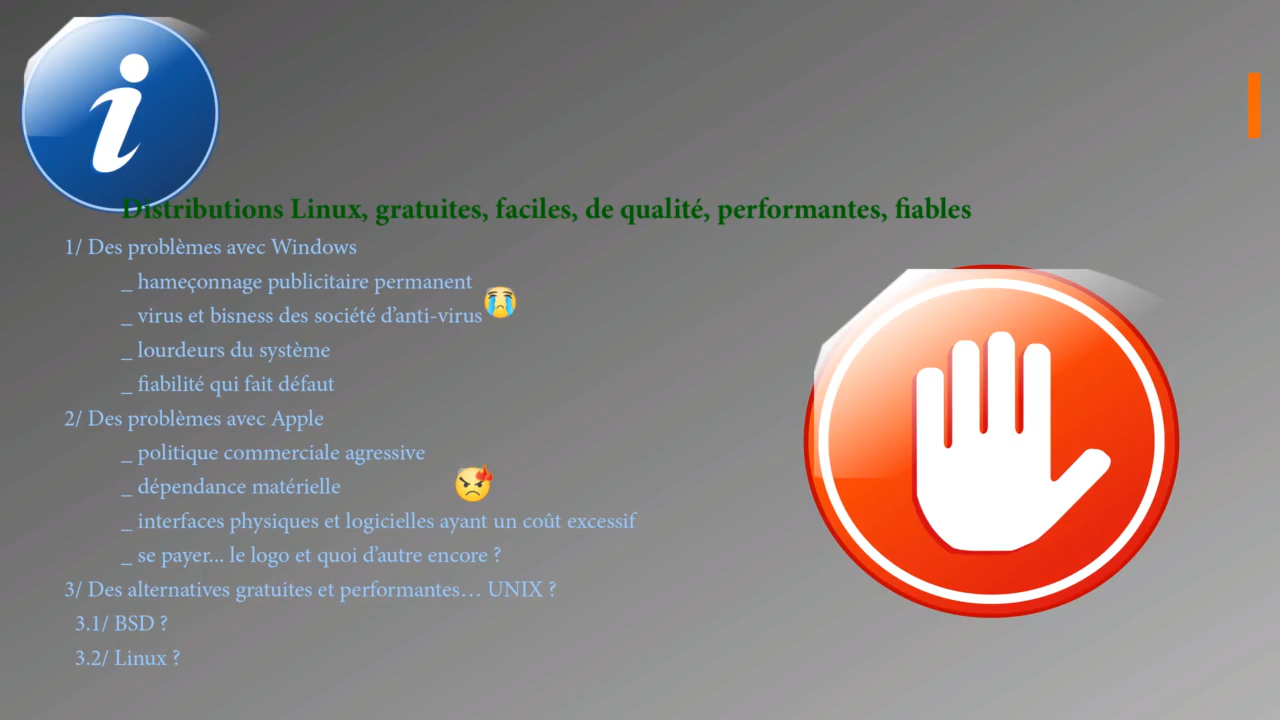 Distributions Linux, gratuites, faciles, de qualité, performantes, fiables
1/ Des problèmes avec Windows
_ hameçonnage publicitaire permanent
_ virus et bisness des société d’anti-virus
_ lourdeurs du système
_ fiabilité qui fait défaut
2/ Des problèmes avec Apple
_ politique commerciale agressive
_ dépendance matérielle
_ interfaces physiques et logicielles ayant un coût excessif
_ se payer... le logo et quoi d’autre encore ?
3/ Des alternatives gratuites et performantes… UNIX ?
3.1/ BSD ?
3.2/ Linux ?